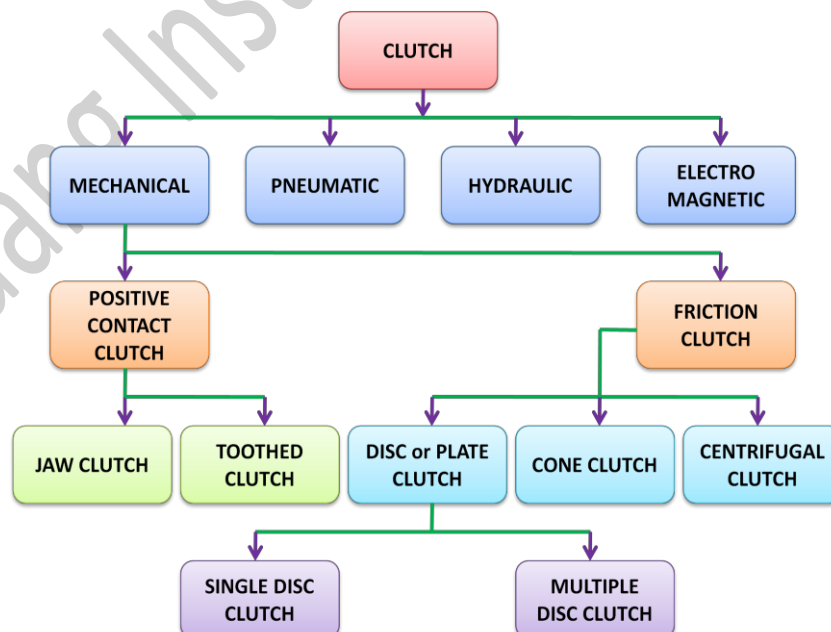 CLUTCH
MECHANICAL
PNEUMATIC
HYDRAULIC
ELECTRO
MAGNETIC
POSITIVE
CONTACT
CLUTCH
FRICTION
CLUTCH
JAW CLUTCH
TOOTHED
CLUTCH
DISC or PLATE
CLUTCH
CONE CLUTCH
CENTRIFUGAL
CLUTCH
SINGLE DISC
CLUTCH
MULTIPLE
DISC CLUTCH